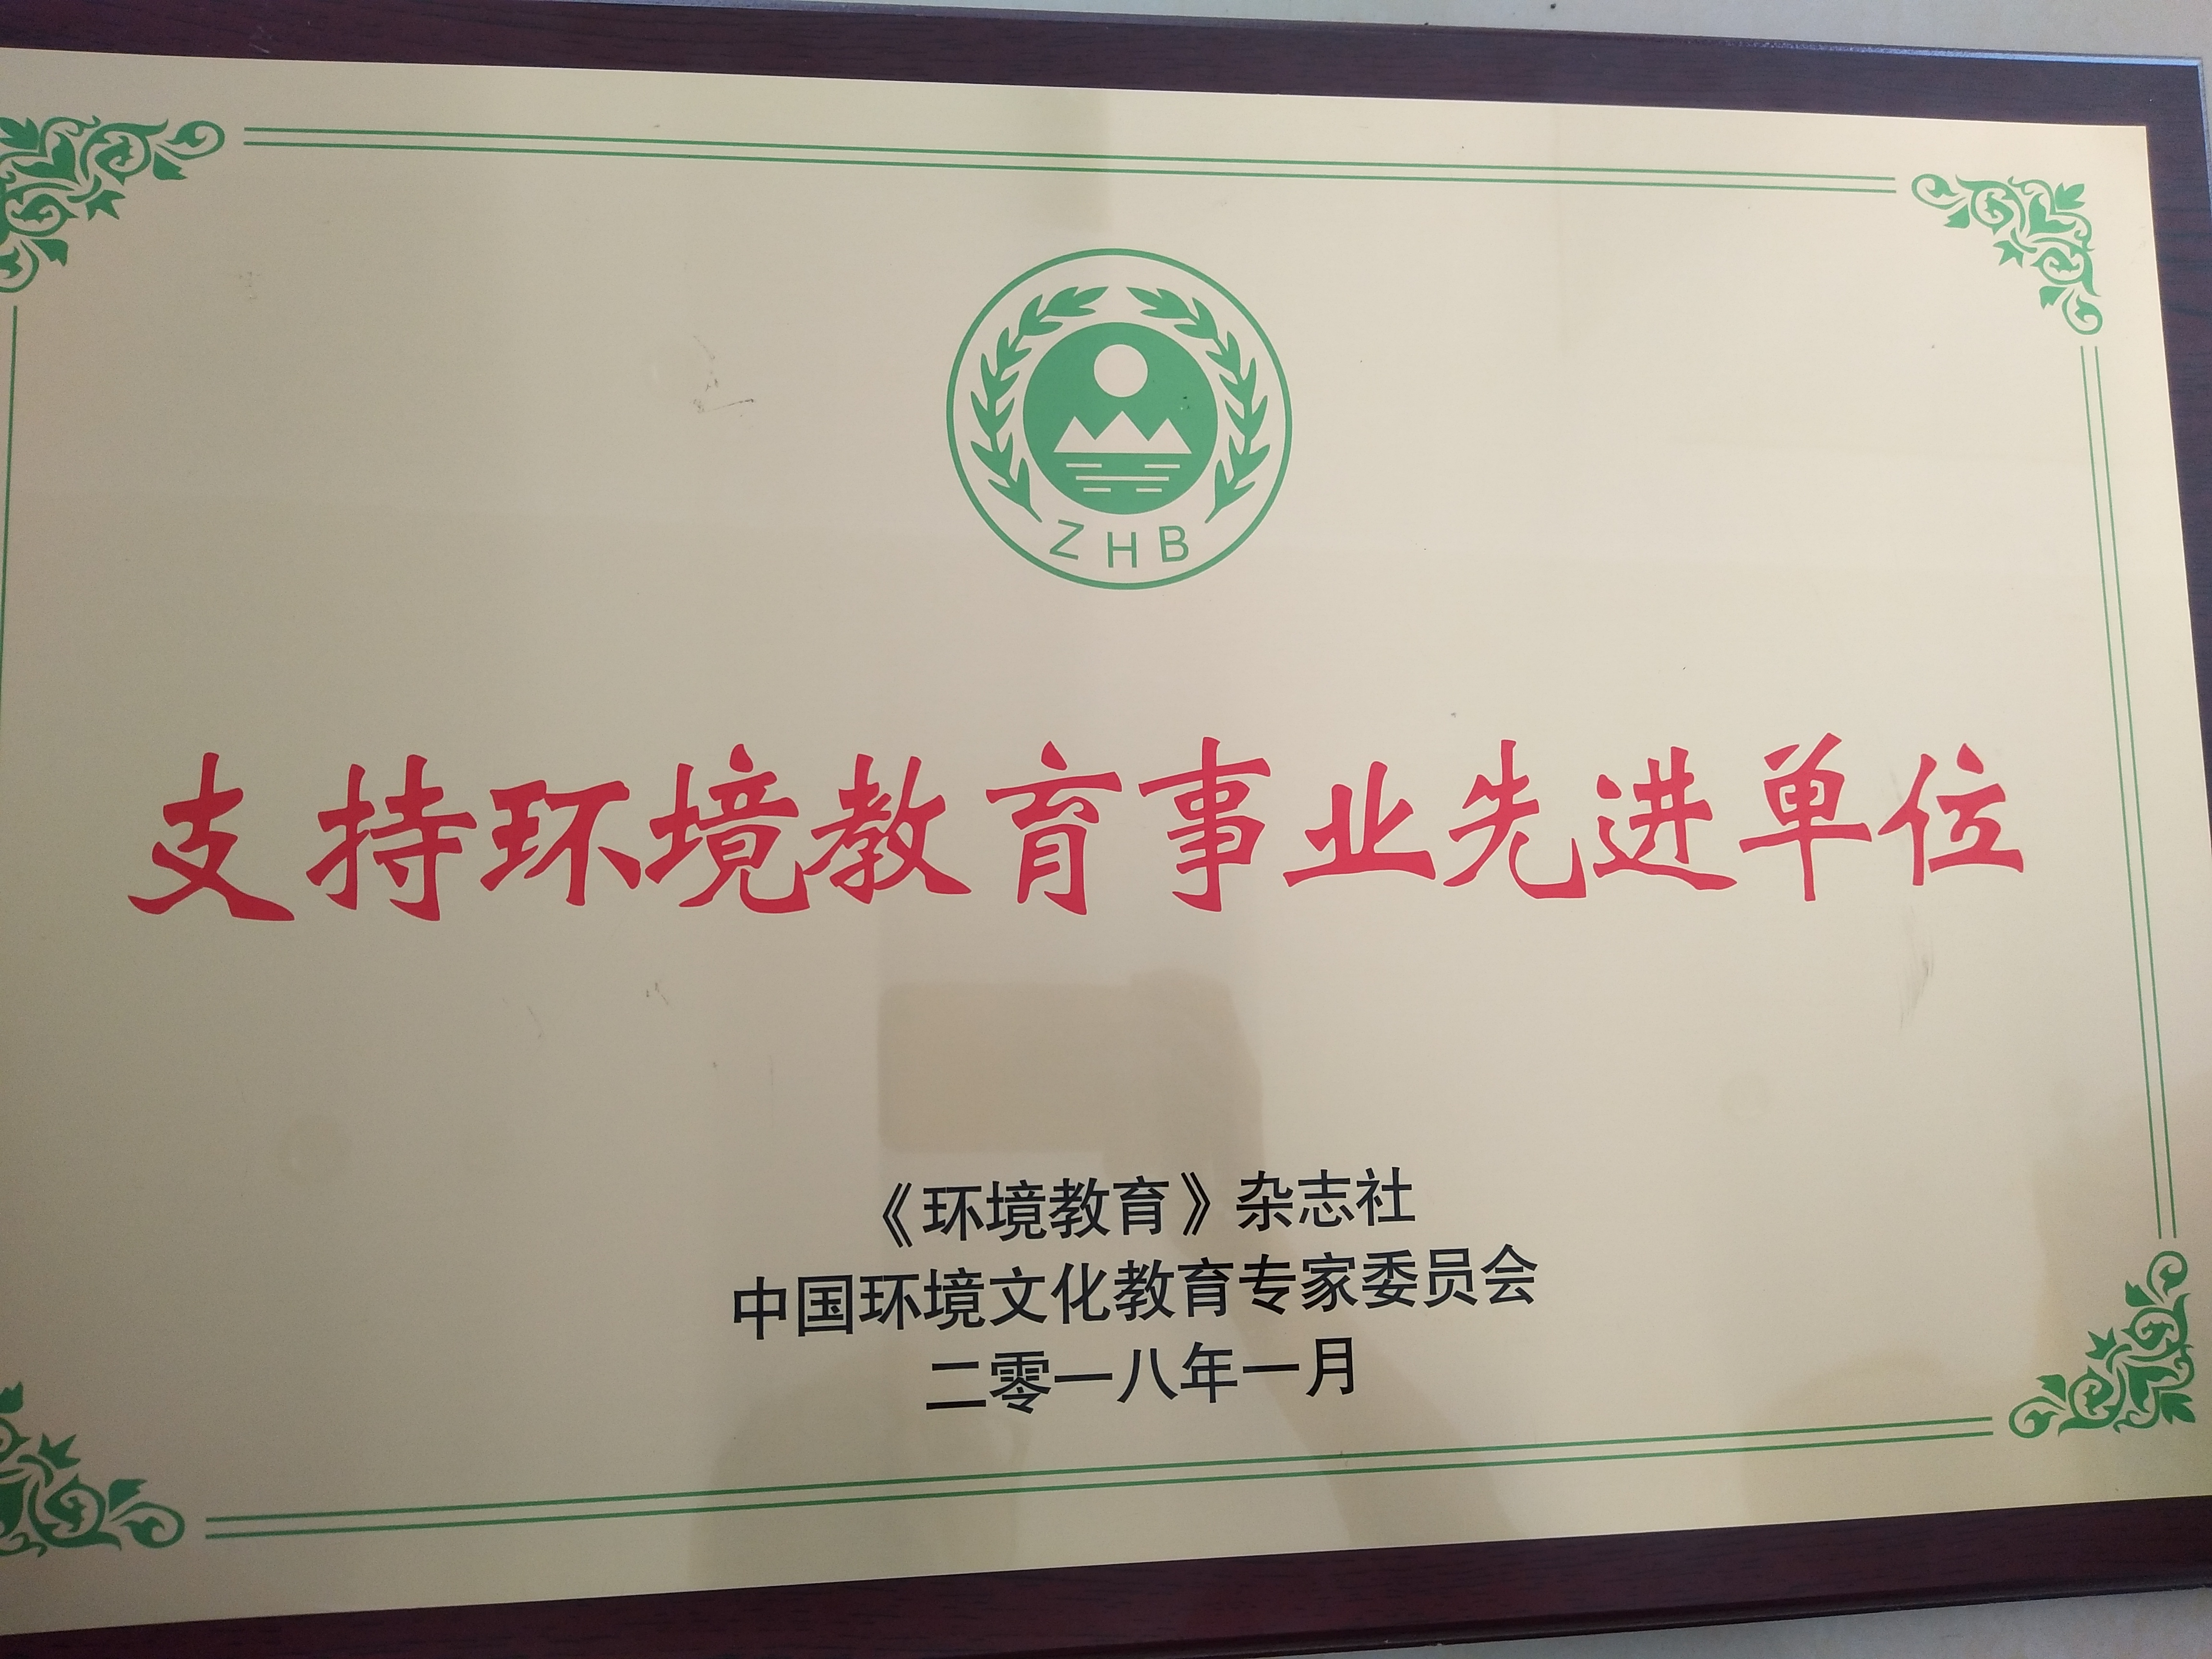 ZHB
支持环境教育事业先进单位
《环境教育》杂志社
中国环境文化教育专家委员会
二零一八年一月